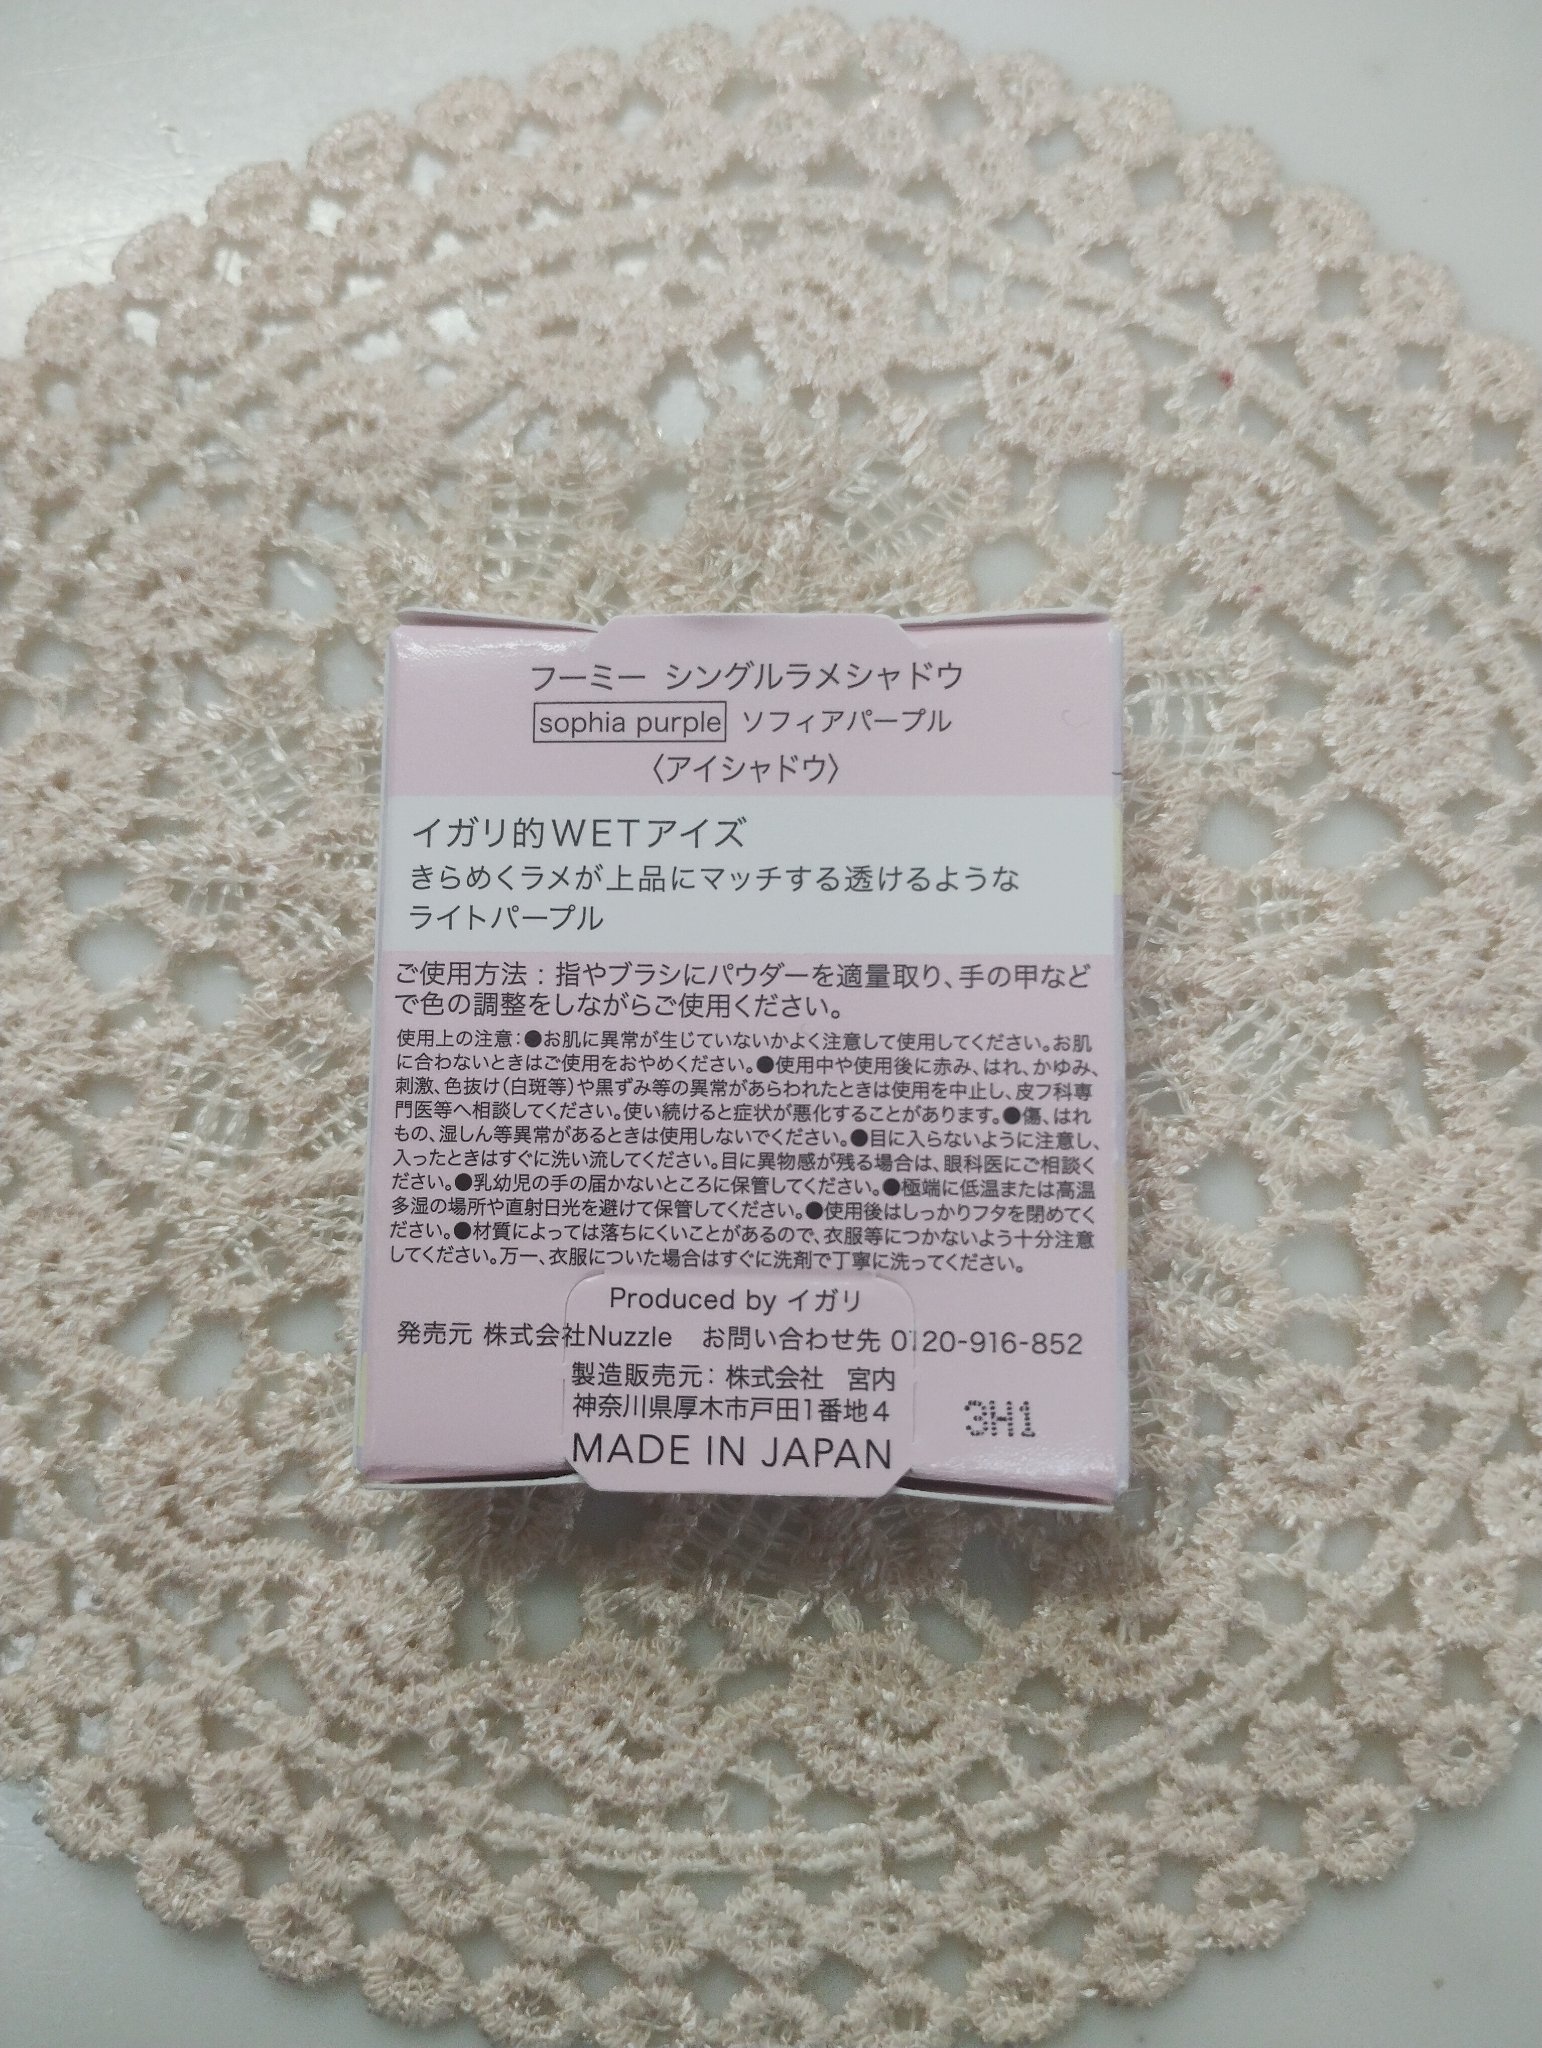 フーミー シングルラメシャドウ
sophia purple ソフィアパープル
〈アイシャドウ〉
イガリ的WETアイズ
きらめくラメが上品にマッチする透けるような
ライトパープル
ご使用方法：指やブラシにパウダーを適量取り、手の甲など
で色の調整をしながらご使用ください。
使用上の注意：●お肌に異常が生じていないかよく注意して使用してください。お肌
に合わないときはご使用をおやめください。●使用中や使用後に赤み、はれ、かゆみ、
刺激、色抜け（白斑等）や黒ずみ等の異常があらわれたときは使用を中止し、皮フ科専
門医等へ相談してください。使い続けると症状が悪化することがあります。●傷、はれ
もの、湿しん等異常があるときは使用しないでください。●目に入らないように注意し、
入ったときはすぐに洗い流してください。目に異物感が残る場合は、眼科医にご相談く
ださい。●乳幼児の手の届かないところに保管してください。●極端に低温または高温
多湿の場所や直射日光を避けて保管してください。●使用後はしっかりフタを閉めてく
ださい。●材質によっては落ちにくいことがあるので、衣服等につかないよう十分注意
してください。万一、衣服についた場合はすぐに洗剤で丁寧に洗ってください。
Produced by イガリ
発売元 株式会社Nuzzle お問い合わせ先 0120-916-852
製造販売元：株式会社 宮内
神奈川県厚木市戸田1番地4
MADE IN JAPAN
3H1